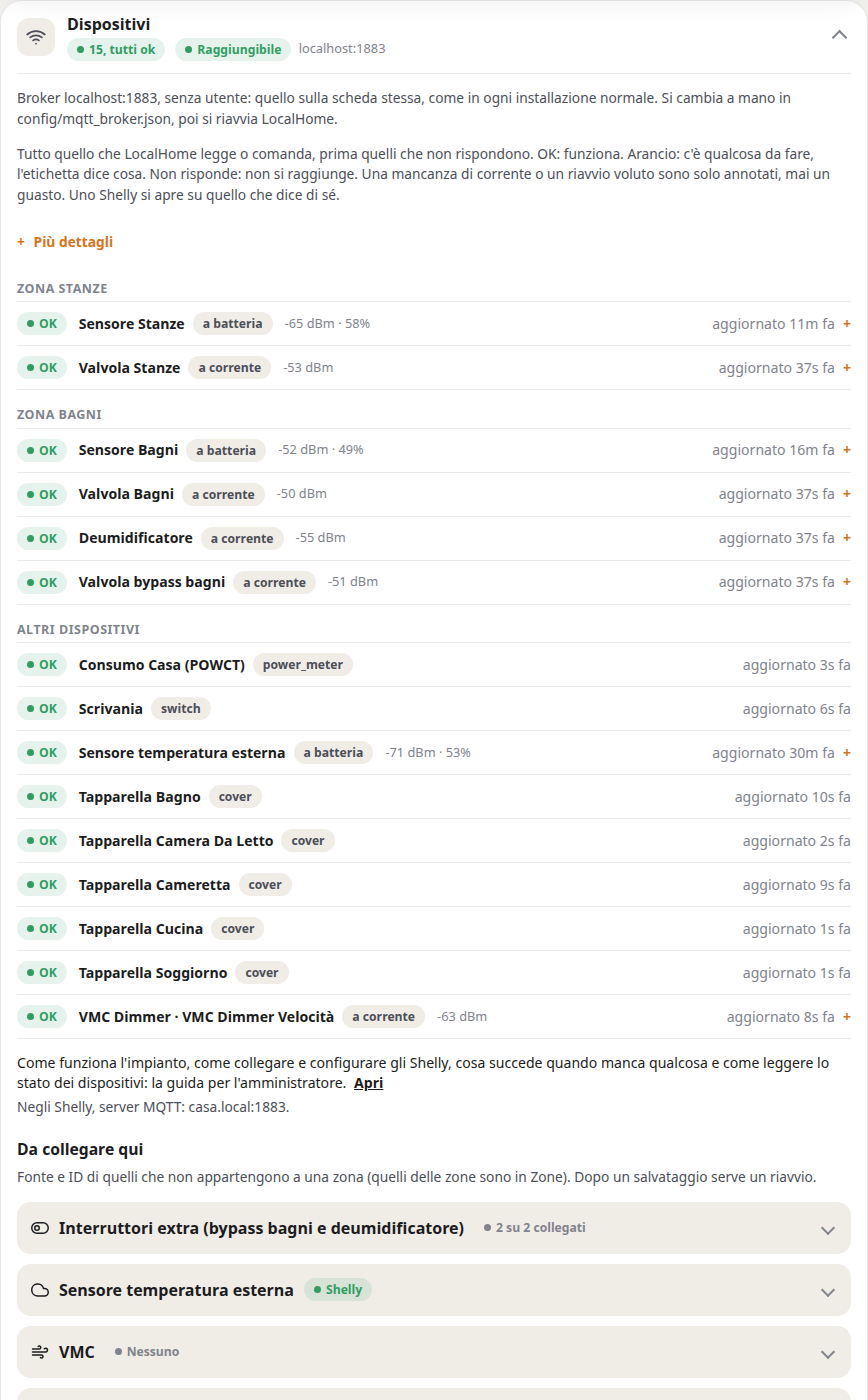 Dispositivi
15, tutti ok Raggiungibile localhost:1883
Broker localhost:1883, senza utente: quello sulla scheda stessa, come in ogni installazione normale. Si cambia a mano in
config/mqtt_broker.json, poi si riavvia LocalHome.
Tutto quello che LocalHome legge o comanda, prima quelli che non rispondono. OK: funziona. Arancio: c'è qualcosa da fare,
l'etichetta dice cosa. Non risponde: non si raggiunge. Una mancanza di corrente o un riavvio voluto sono solo annotati, mai un
guasto. Uno Shelly si apre su quello che dice di sé.
+ Più dettagli
ZONA STANZE
OK Sensore Stanze a batteria -65 dBm · 58% aggiornato 11m fa +
OK Valvola Stanze a corrente -53 dBm aggiornato 37s fa +
ZONA BAGNI
OK Sensore Bagni a batteria -52 dBm · 49% aggiornato 16m fa +
OK Valvola Bagni a corrente -50 dBm aggiornato 37s fa +
OK Deumidificatore a corrente -55 dBm aggiornato 37s fa +
OK Valvola bypass bagni a corrente -51 dBm aggiornato 37s fa +
ALTRI DISPOSITIVI
OK Consumo Casa (POWCT) power_meter aggiornato 3s fa
OK Scrivania switch aggiornato 6s fa
OK Sensore temperatura esterna a batteria -71 dBm · 53% aggiornato 30m fa +
OK Tapparella Bagno cover aggiornato 10s fa
OK Tapparella Camera Da Letto cover aggiornato 2s fa
OK Tapparella Cameretta cover aggiornato 9s fa
OK Tapparella Cucina cover aggiornato 1s fa
OK Tapparella Soggiorno cover aggiornato 1s fa
OK VMC Dimmer · VMC Dimmer Velocità a corrente -63 dBm aggiornato 8s fa +
Come funziona l'impianto, come collegare e configurare gli Shelly, cosa succede quando manca qualcosa e come leggere lo
stato dei dispositivi: la guida per l'amministratore. Apri
Negli Shelly, server MQTT: casa.local:1883.
Da collegare qui
Fonte e ID di quelli che non appartengono a una zona (quelli delle zone sono in Zone). Dopo un salvataggio serve un riavvio.
Interruttori extra (bypass bagni e deumidificatore) 2 su 2 collegati
Sensore temperatura esterna Shelly
VMC Nessuno